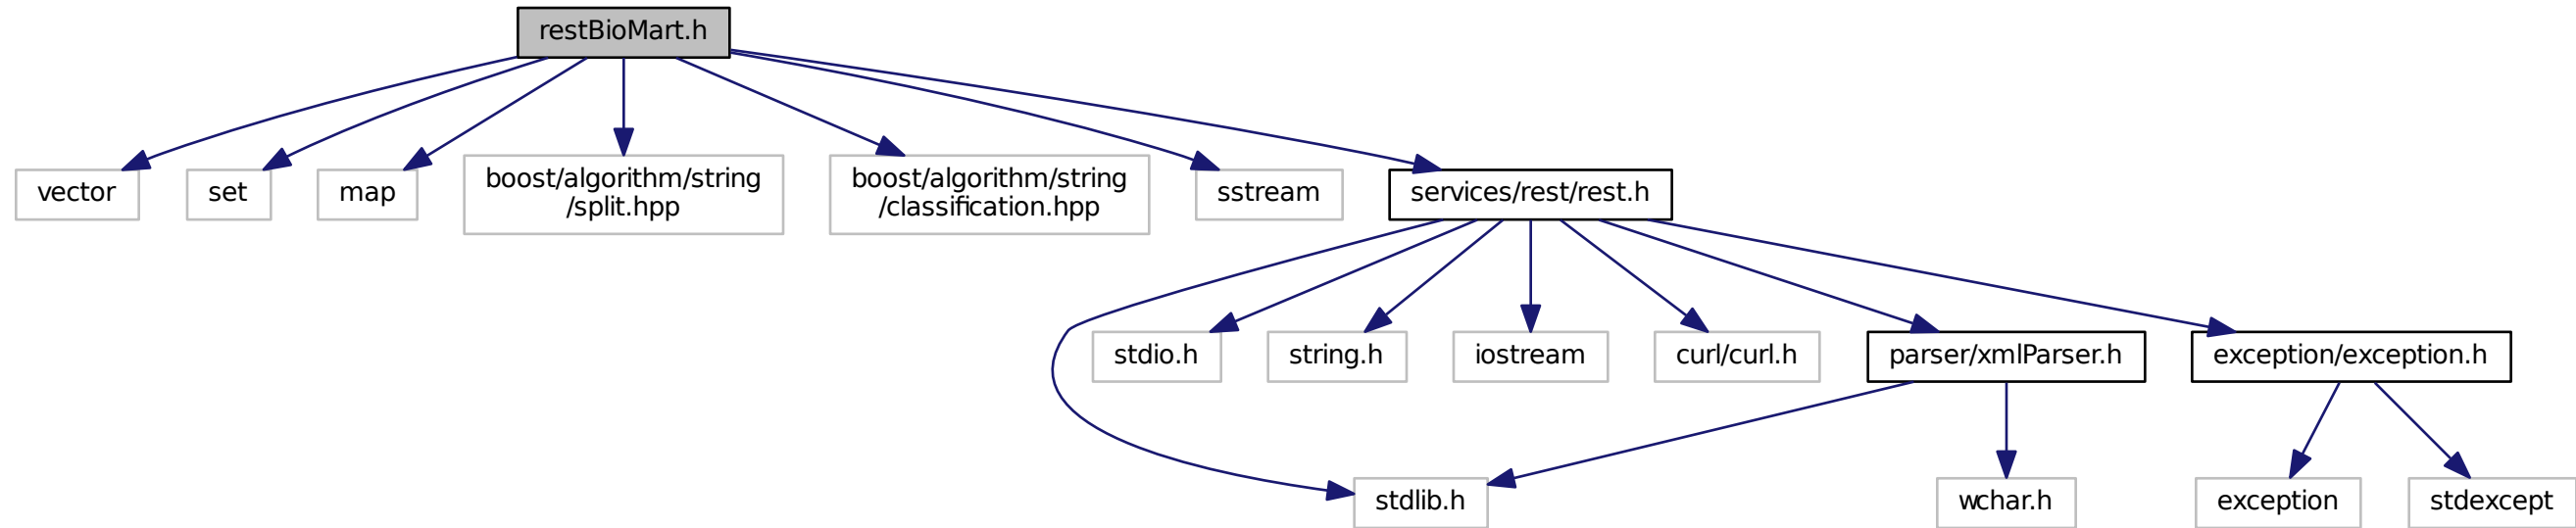 restBioMart.h
vector
set
map
boost/algorithm/string
/split.hpp
boost/algorithm/string
/classification.hpp
sstream
services/rest/rest.h
stdio.h
string.h
iostream
curl/curl.h
parser/xmlParser.h
exception/exception.h
stdlib.h
wchar.h
exception
stdexcept